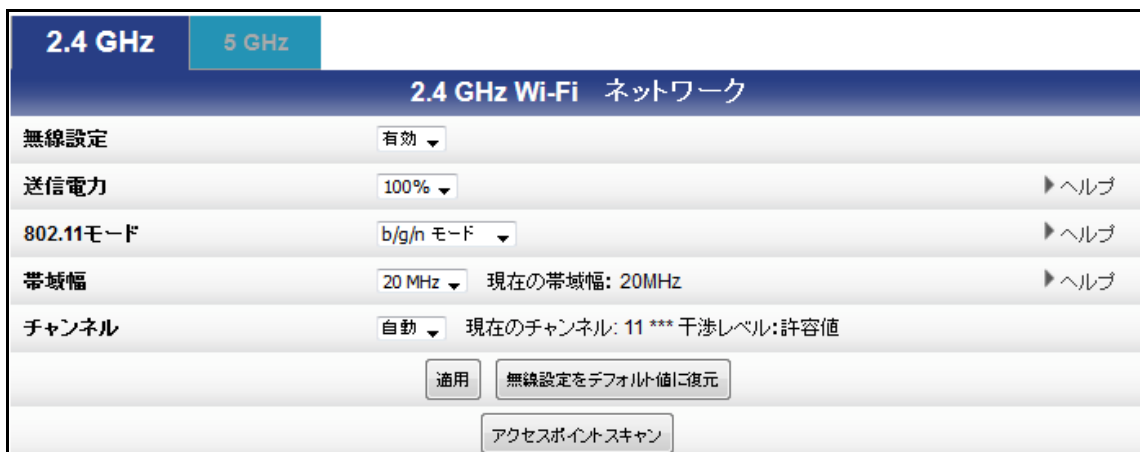 2.4 GHz 5 GHz
2.4 GHz Wi-Fi ネットワーク
無線設定 有効
送信電力 100% ヘルプ
802.11モード b/g/n モード ヘルプ
帯域幅 20 MHz 現在の帯域幅: 20MHz ヘルプ
チャンネル 自動 現在のチャンネル: 11 *** 干渉レベル:許容値
適用 無線設定をデフォルト値に復元
アクセスポイントスキャン